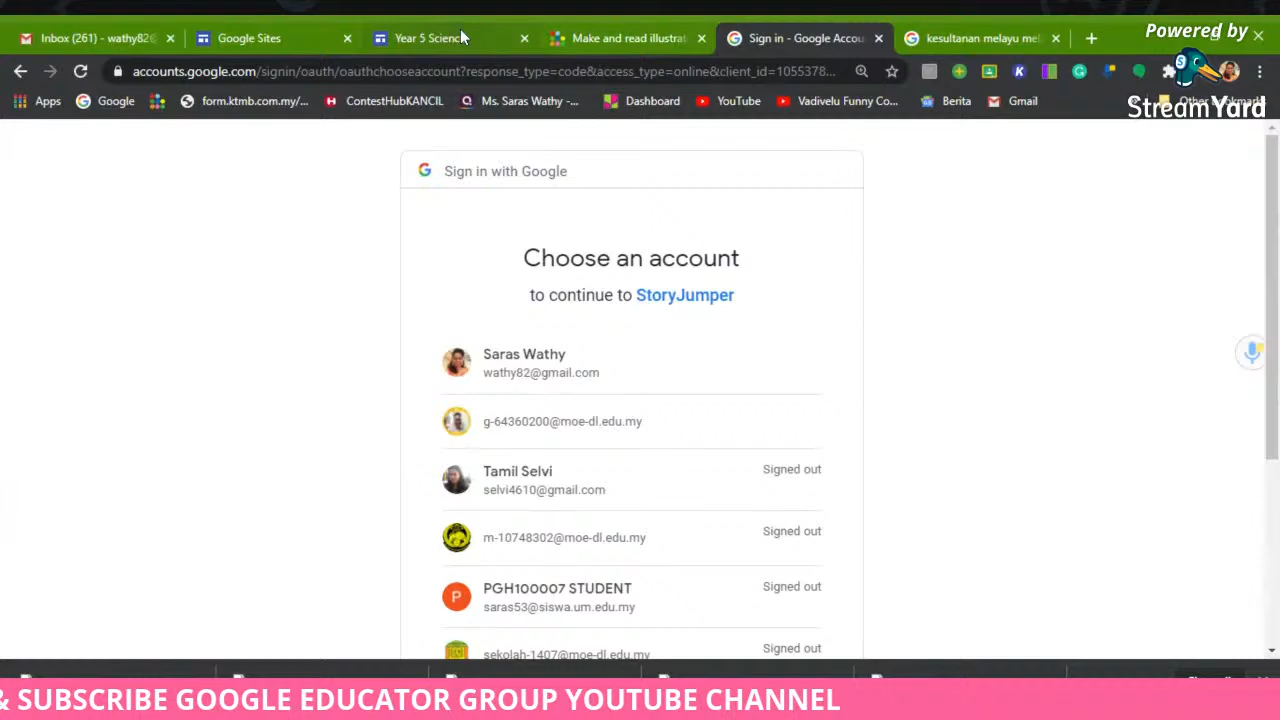 Powered by
StreamYard
Inbox (261) - wathy82@
Google Sites
Year 5 Scienc
Make and read illustrat
Sign in - Google Accou
kesultanan melayu mel
accounts.google.com/signin/oauth/oauthchooseaccount?response_type=code&access_type=online&client_id=1055378...
Apps
Google
form.ktmb.com.my/...
ContestHubKANCIL
Ms. Saras Wathy -...
Dashboard
YouTube
Vadivelu Funny Co...
Berita
Gmail
Other bookmarks
Sign in with Google
Choose an account
to continue to StoryJumper
Saras Wathy
wathy82@gmail.com
g-64360200@moe-dl.edu.my
Tamil Selvi
Signed out
selvi4610@gmail.com
m-10748302@moe-dl.edu.my
Signed out
P
PGH100007 STUDENT
Signed out
saras53@siswa.um.edu.my
sekolah-1407@moe-dl.edu.my
Signed out
& SUBSCRIBE GOOGLE EDUCATOR GROUP YOUTUBE CHANNEL